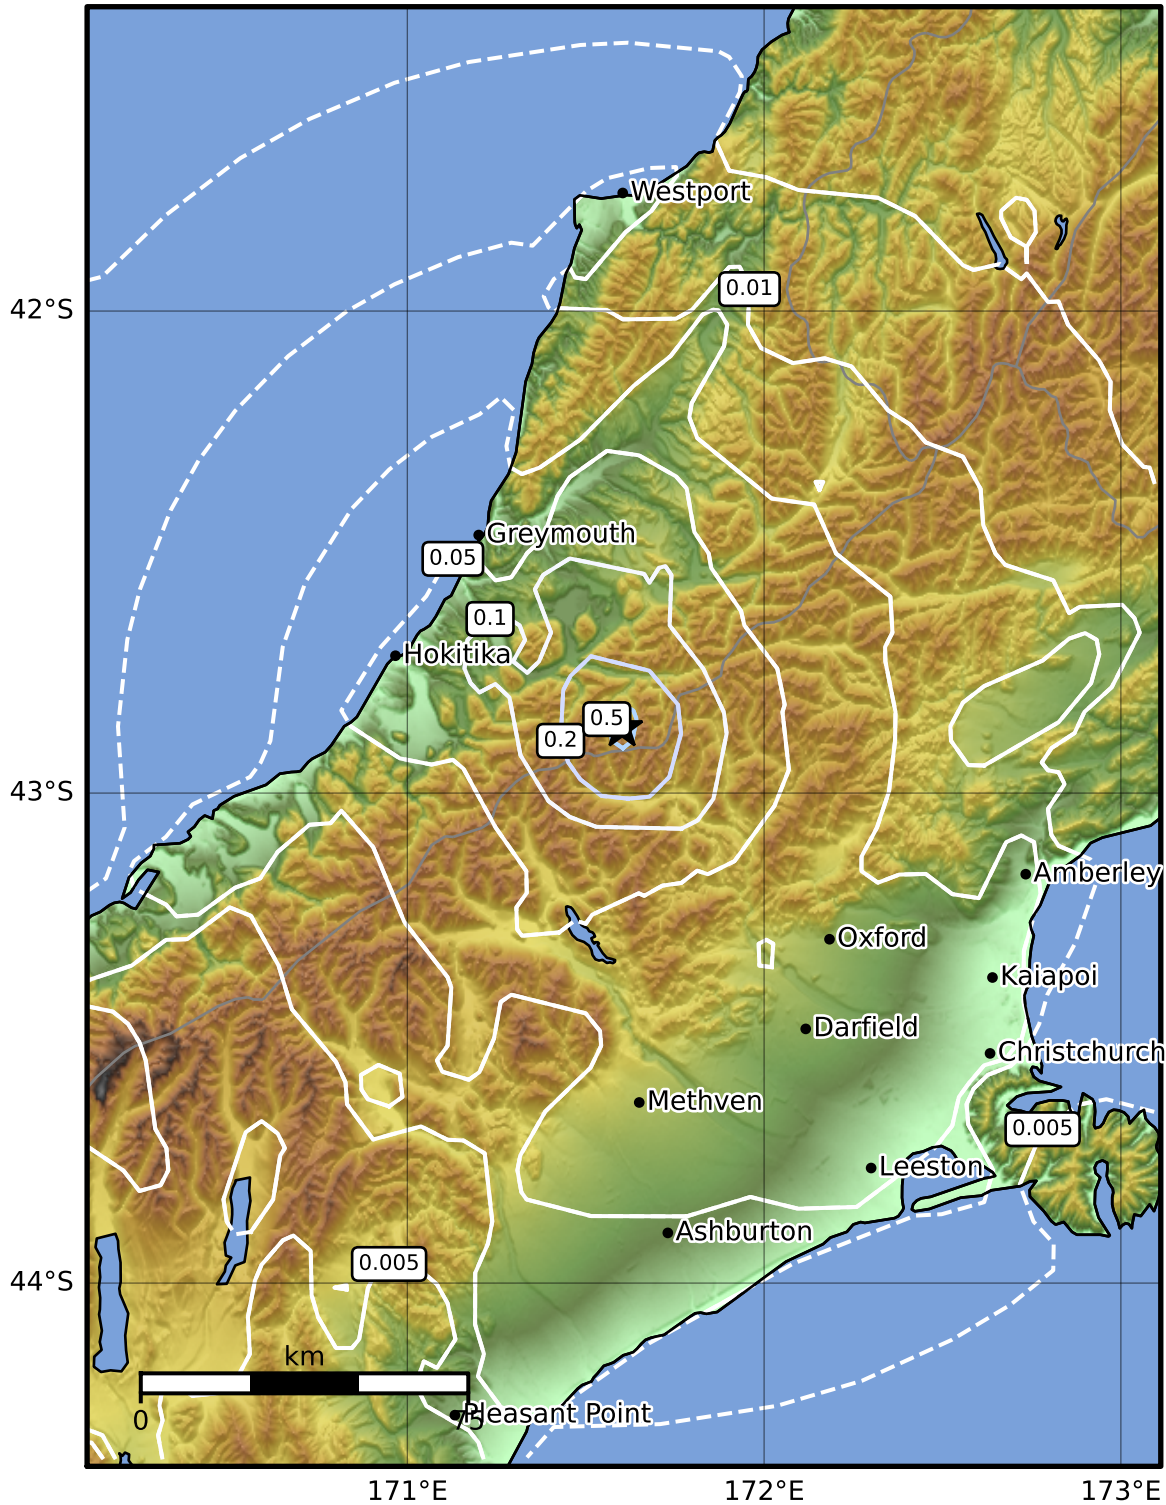 Westport
0.01
42°S
Greymouth
0.05
0.1
Hokitika
0.5
0.2
43°S
Amberley
Oxford
Kaiapoi
Darfield
Christchurch
Methven
0.005
Leeston
Ashburton
0.005
44°S
km
0 75
Pleasant Point
171°E 172°E 173°E